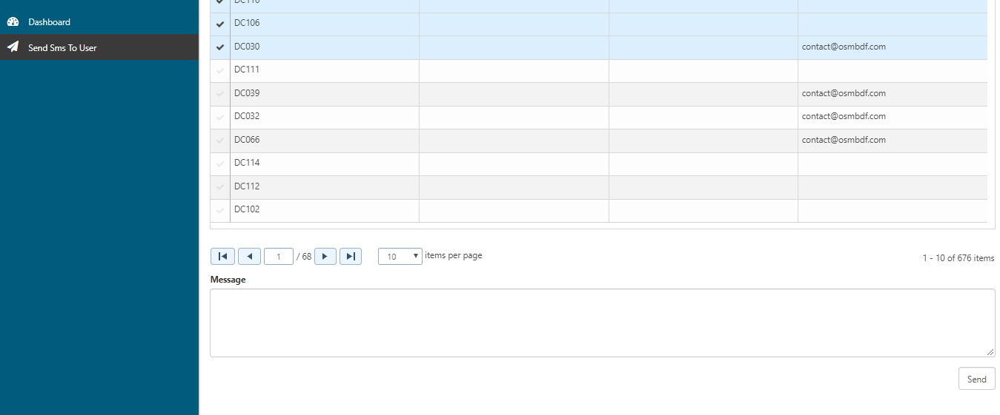 DC110
Dashboard
DC106
Send Sms To User
DC030 contact@osmbdf.com
DC111
DC039 contact@osmbdf.com
DC032 contact@osmbdf.com
DC066 contact@osmbdf.com
DC114
DC112
DC102
1 / 68 10 items per page
1 - 10 of 676 items
Message
Send